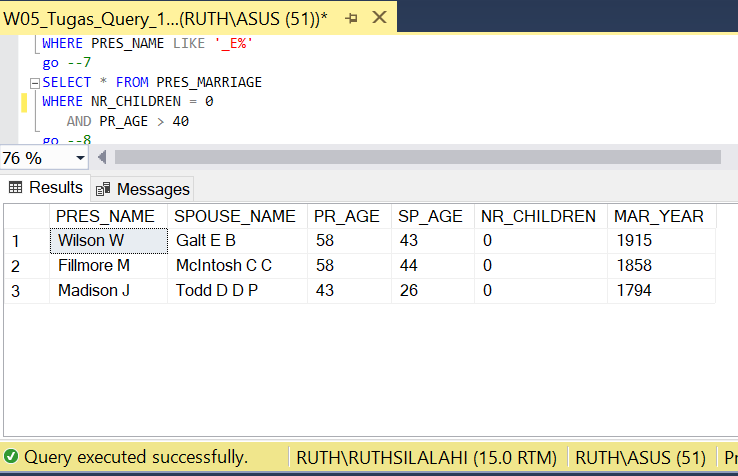 W05_Tugas_Query_1...(RUTH\ASUS (51))*
WHERE PRES_NAME LIKE '_E%'
go --7
SELECT * FROM PRES_MARRIAGE
WHERE NR_CHILDREN = 0
AND PR_AGE > 40
go --8
76 %
Results Messages
PRES_NAME SPOUSE_NAME PR_AGE SP_AGE NR_CHILDREN MAR_YEAR
1 Wilson W Galt E B 58 43 0 1915
2 Fillmore M McIntosh C C 58 44 0 1858
3 Madison J Todd D D P 43 26 0 1794
Query executed successfully. RUTH\RUTHSILALAHI (15.0 RTM) RUTH\ASUS (51) Pr